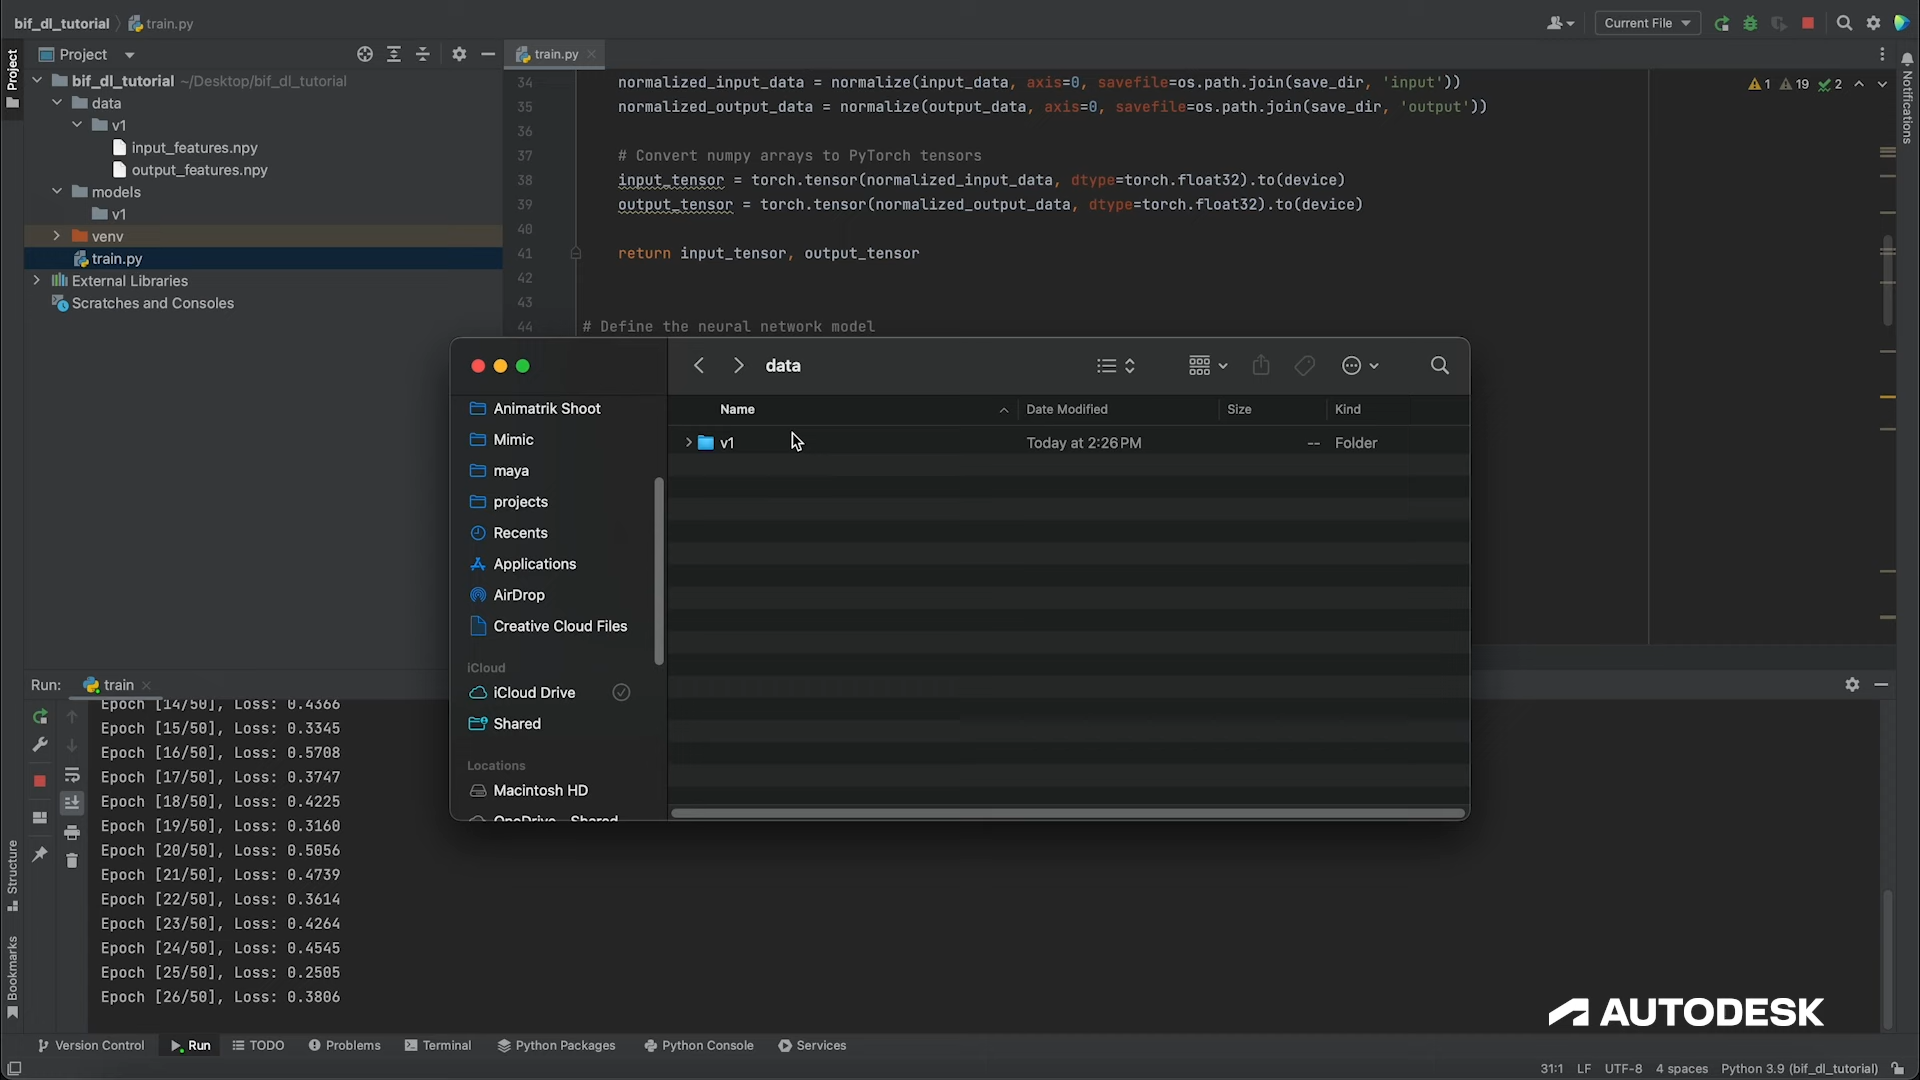 bif_dl_tutorial
train.py
Current File
Project
Project
bif_dl_tutorial ~/Desktop/bif_dl_tutorial
data
v1
input_features.npy
output_features.npy
models
v1
venv
train.py
External Libraries
Scratches and Consoles
train.py
1 19 2
Notifications
34 normalized_input_data = normalize(input_data, axis=0, savefile=os.path.join(save_dir, 'input'))
35 normalized_output_data = normalize(output_data, axis=0, savefile=os.path.join(save_dir, 'output'))
36
37 # Convert numpy arrays to PyTorch tensors
38 input_tensor = torch.tensor(normalized_input_data, dtype=torch.float32).to(device)
39 output_tensor = torch.tensor(normalized_output_data, dtype=torch.float32).to(device)
40
41 return input_tensor, output_tensor
42
43
44 # Define the neural network model
data
Animatrik Shoot
Mimic
maya
projects
Recents
Applications
AirDrop
Creative Cloud Files
iCloud
iCloud Drive
Shared
Locations
Macintosh HD
OneDrive - Shared
Name Date Modified Size Kind
v1 Today at 2:26 PM -- Folder
Run: train
Epoch [14/50], Loss: 0.4366
Epoch [15/50], Loss: 0.3345
Epoch [16/50], Loss: 0.5708
Epoch [17/50], Loss: 0.3747
Epoch [18/50], Loss: 0.4225
Epoch [19/50], Loss: 0.3160
Epoch [20/50], Loss: 0.5056
Epoch [21/50], Loss: 0.4739
Epoch [22/50], Loss: 0.3614
Epoch [23/50], Loss: 0.4264
Epoch [24/50], Loss: 0.4545
Epoch [25/50], Loss: 0.2505
Epoch [26/50], Loss: 0.3806
Structure
Bookmarks
AUTODESK
Version Control Run TODO Problems Terminal Python Packages Python Console Services
31:1 LF UTF-8 4 spaces Python 3.9 (bif_dl_tutorial)